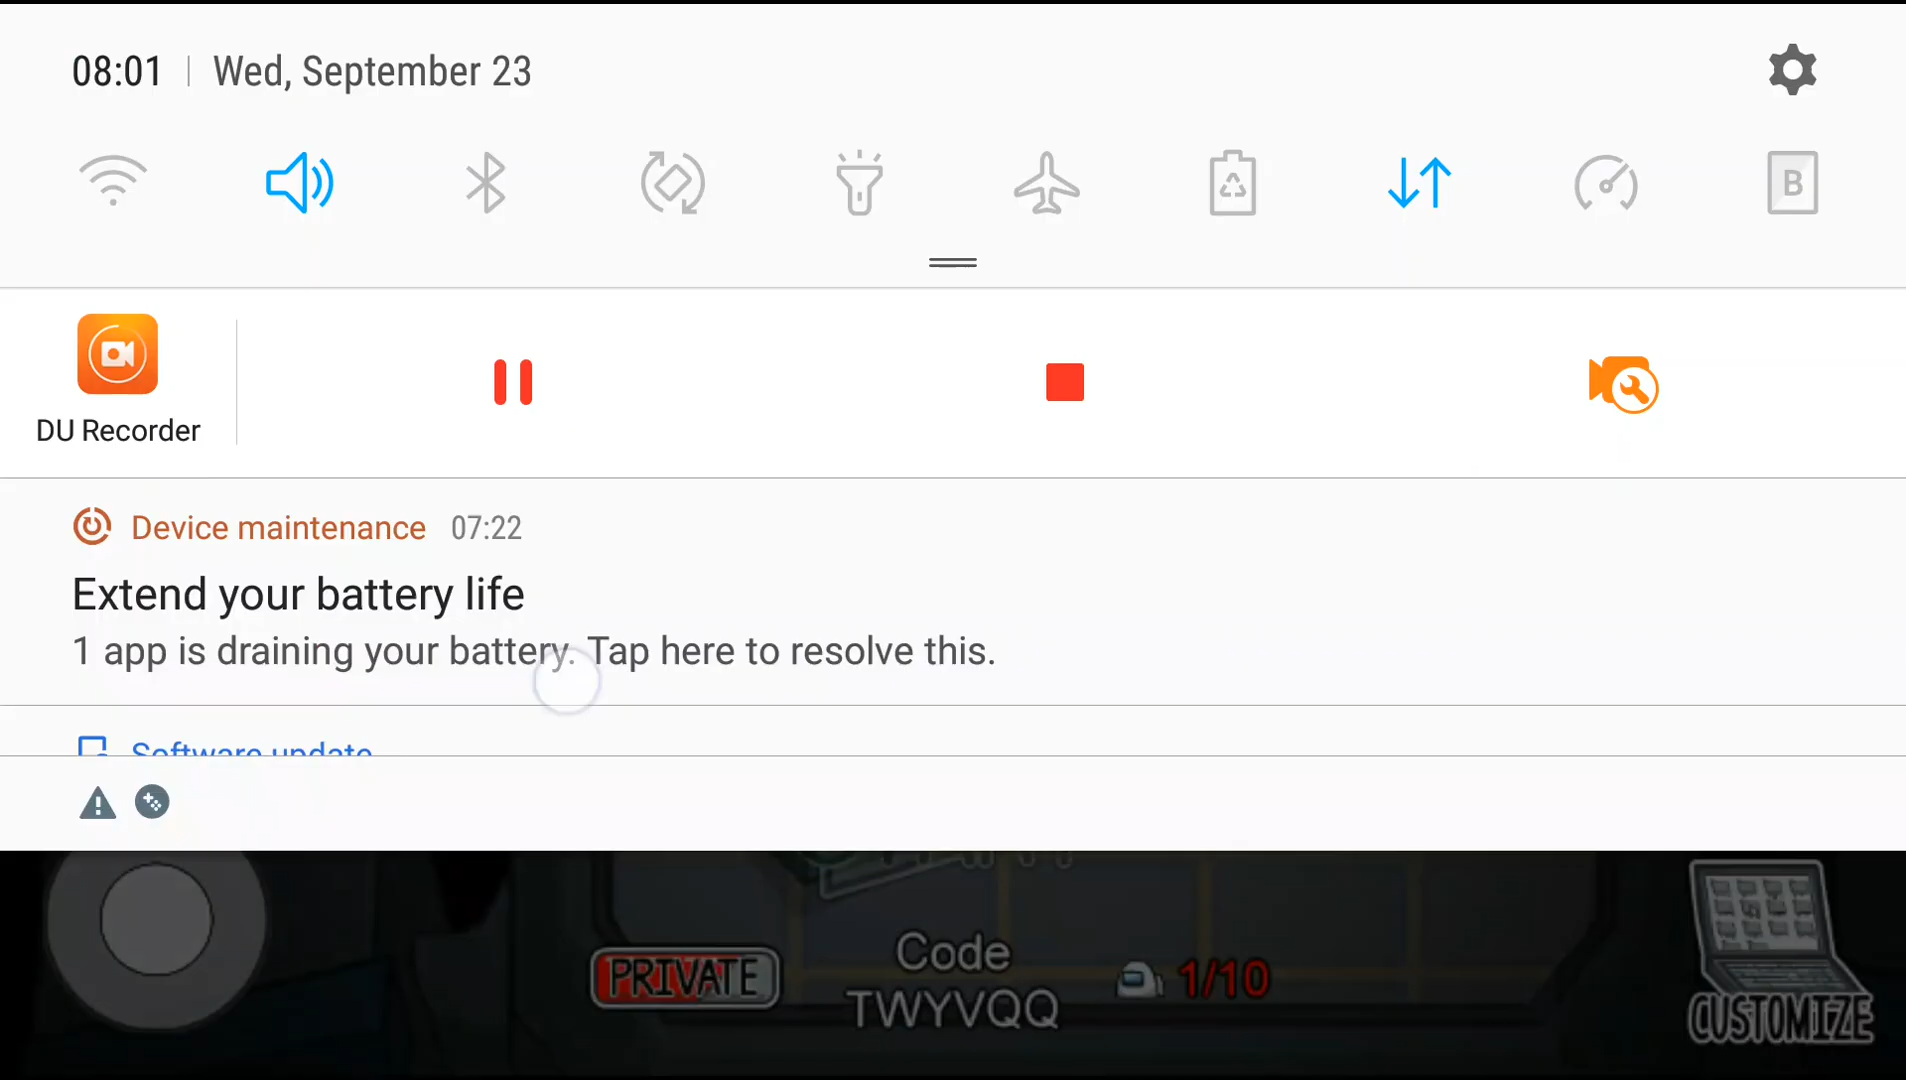 08:01 | Wed, September 23
B
DU Recorder
Device maintenance 07:22
Extend your battery life
1 app is draining your battery. Tap here to resolve this.
Software update
PRIVATE
Code
TWYVQQ
1/10
CUSTOMIZE